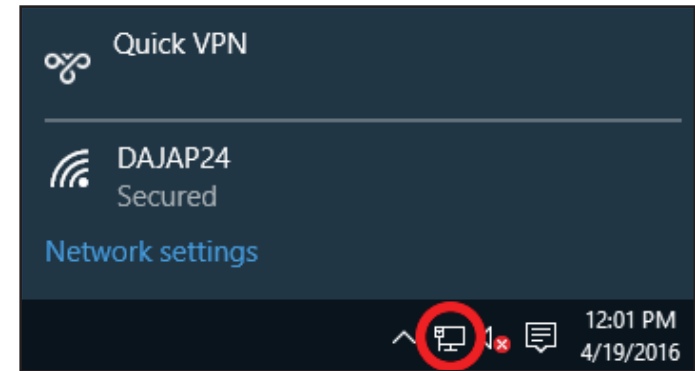 Quick VPN
DAJAP24
Secured
Network settings
12:01 PM
4/19/2016